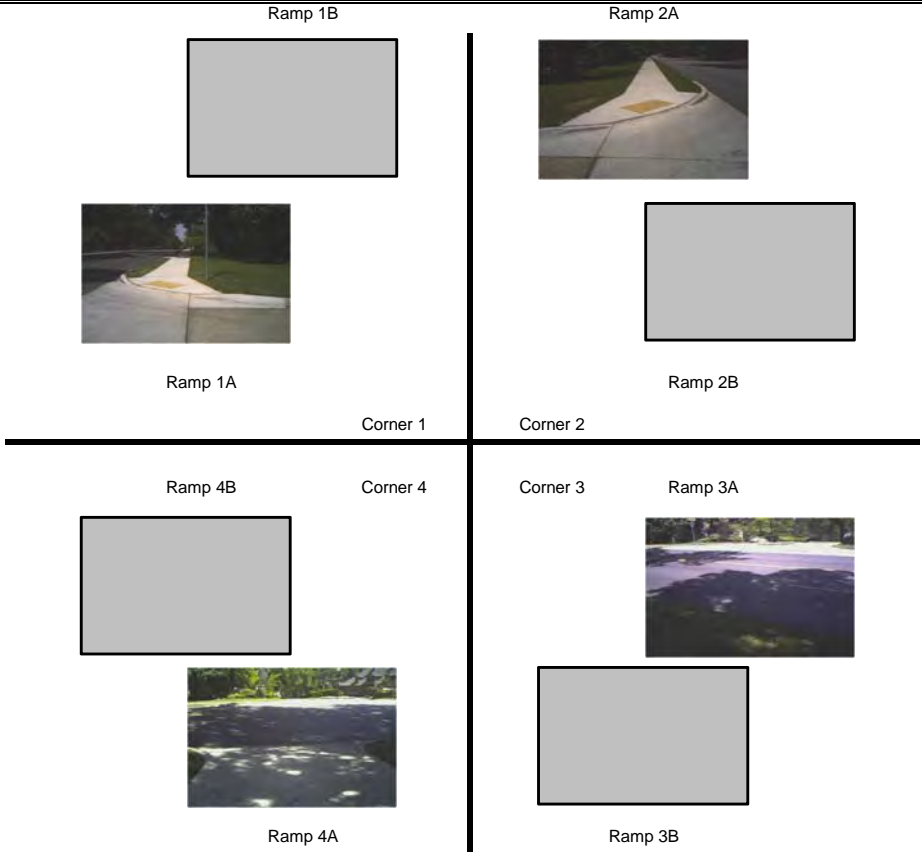 Ramp 1B Ramp 2A
Ramp 1A Ramp 2B
Corner 1 Corner 2
Ramp 4B Corner 4 Corner 3 Ramp 3A
Ramp 4A Ramp 3B